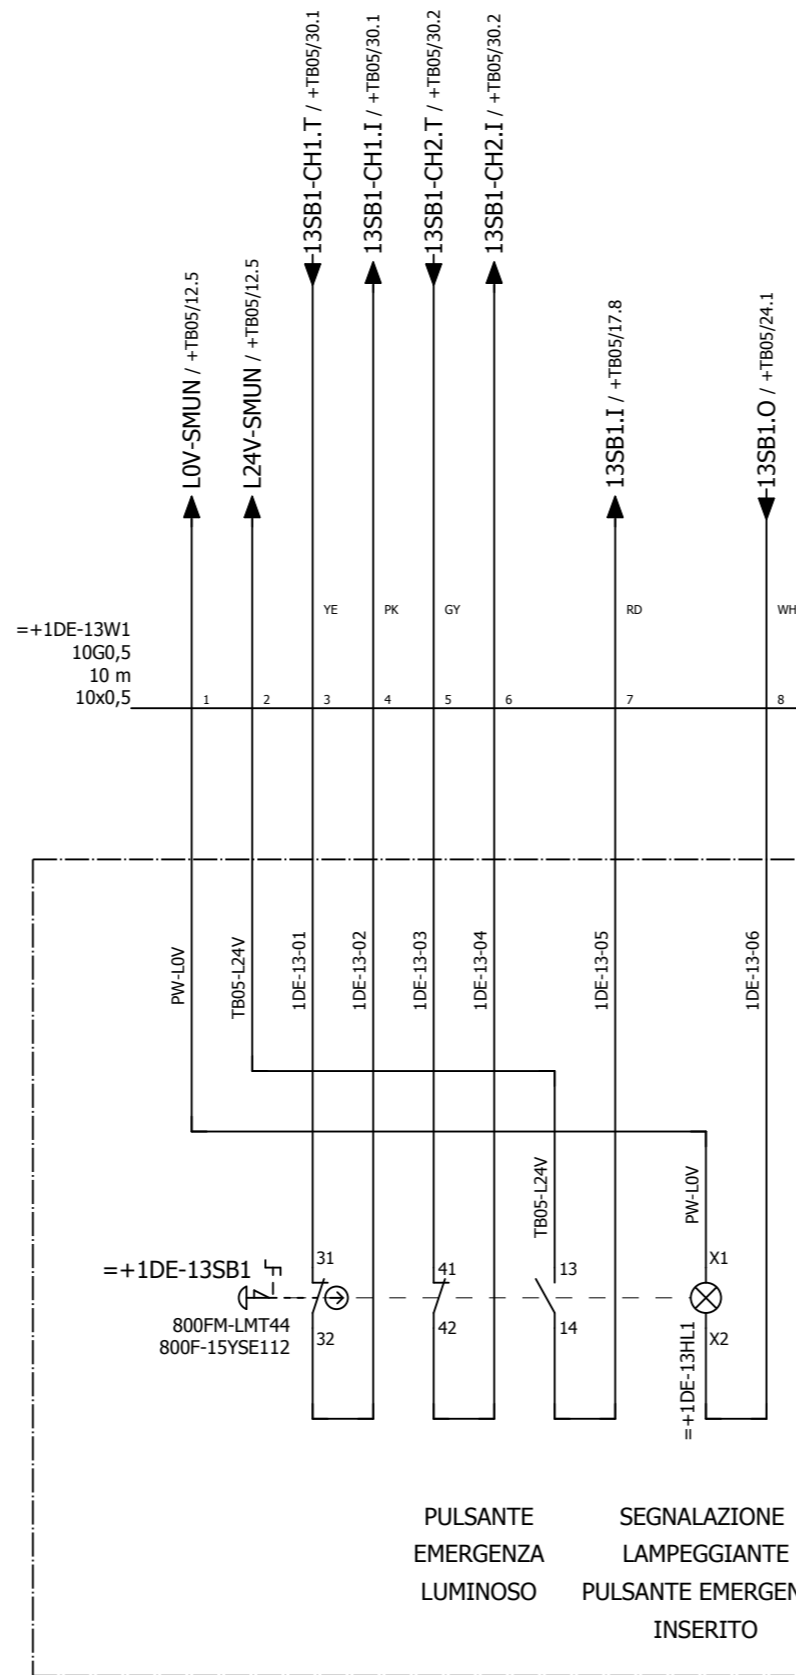 13SB1-CH1.T / +TB05/30.1
13SB1-CH1.I / +TB05/30.1
13SB1-CH2.T / +TB05/30.2
13SB1-CH2.I / +TB05/30.2
L0V-SMUN / +TB05/12.5
L24V-SMUN / +TB05/12.5
13SB1.I / +TB05/17.8
13SB1.O / +TB05/24.1
YE PK GY RD WH
=+1DE-13W1
10G0,5
10 m
10x0,5
1 2 3 4 5 6 7 8
PW-L0V
TB05-L24V
1DE-13-01
1DE-13-02
1DE-13-03
1DE-13-04
1DE-13-05
1DE-13-06
TB05-L24V
PW-L0V
=+1DE-13SB1
800FM-LMT44
800F-15YSE112
31 41 13 X1
32 42 14 X2
=+1DE-13HL1
PULSANTE
EMERGENZA
LUMINOSO
SEGNALAZIONE
LAMPEGGIANTE
PULSANTE EMERGEN
INSERITO